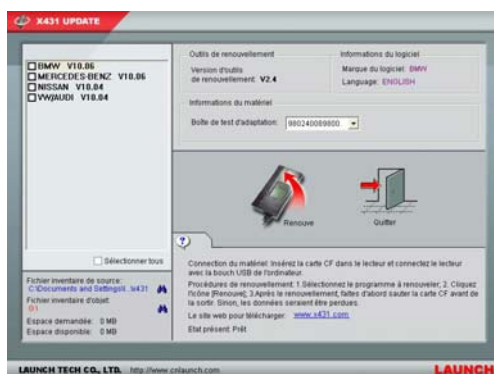 X431 UPDATE
BMW V10.06
MERCEDES-BENZ V10.06
NISSAN V10.04
VW/AUDI V10.04
Sélectionner tous
Fichier inventaire de source:
C:\Documents and Settings\...\x431
Fichier inventaire d'objet:
Espace demandée: 0 MB
Espace disponible: 0 MB
Outils de renouvellement
Version d'outils
de renouvellement: V2.4
Informations du logiciel
Marque du logiciel: BMW
Language: ENGLISH
Informations du matériel
Boîte de test d'adaptation: 980240089800
Renouve
Quitter
Connection du matériel: Insérez la carte CF dans le lecteur et connectez le lecteur
avec la bouch USB de l'ordinateur.
Procédures de renouvellement: 1.Sélectionnez le programme à renouveler; 2. Cliquez
l'icône [Renouve]; 3.Après le renouvellement, faites d'abord sauter la carte CF avant de
la sortir. Sinon, les données seraient être perdues.
Le site web pour télécharger: www.x431.com
Etat présent: Prêt
LAUNCH TECH CO., LTD. http://www.cnlaunch.com
LAUNCH